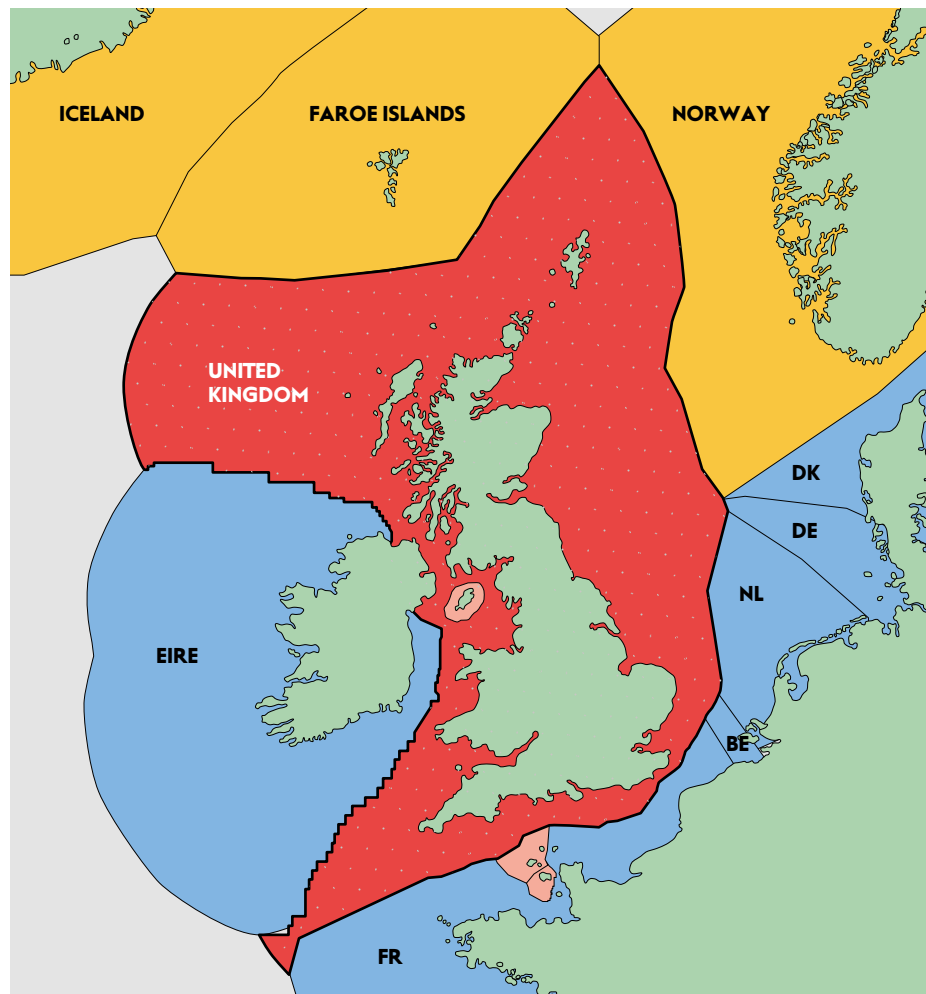 ICELAND
FAROE ISLANDS
NORWAY
UNITED
KINGDOM
DK
DE
NL
EIRE
BE
FR